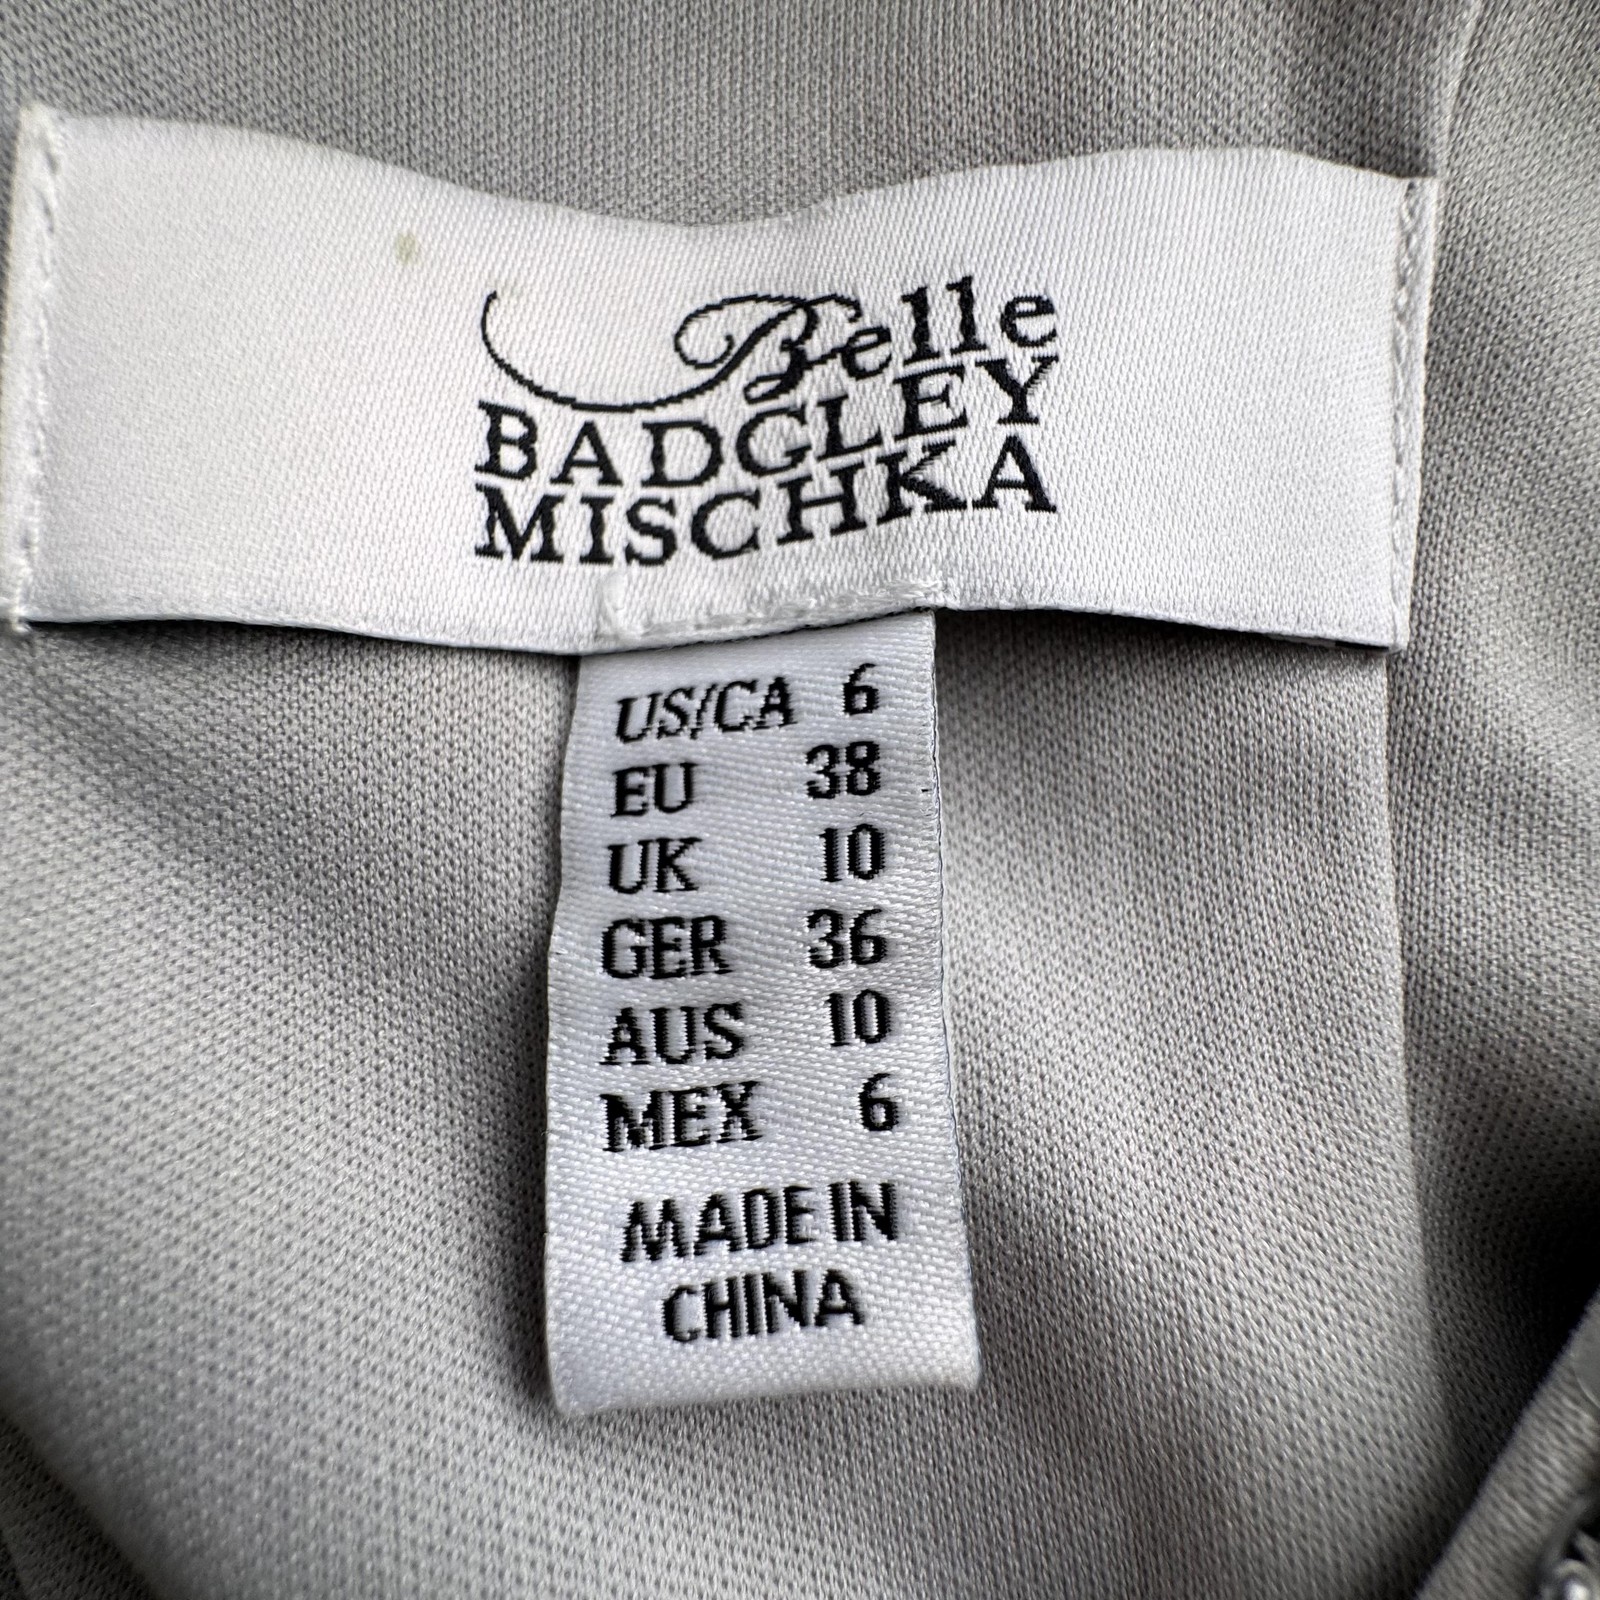 Belle
BADGLEY
MISCHKA
US/CA 6
EU 38
UK 10
GER 36
AUS 10
MEX 6
MADE IN
CHINA